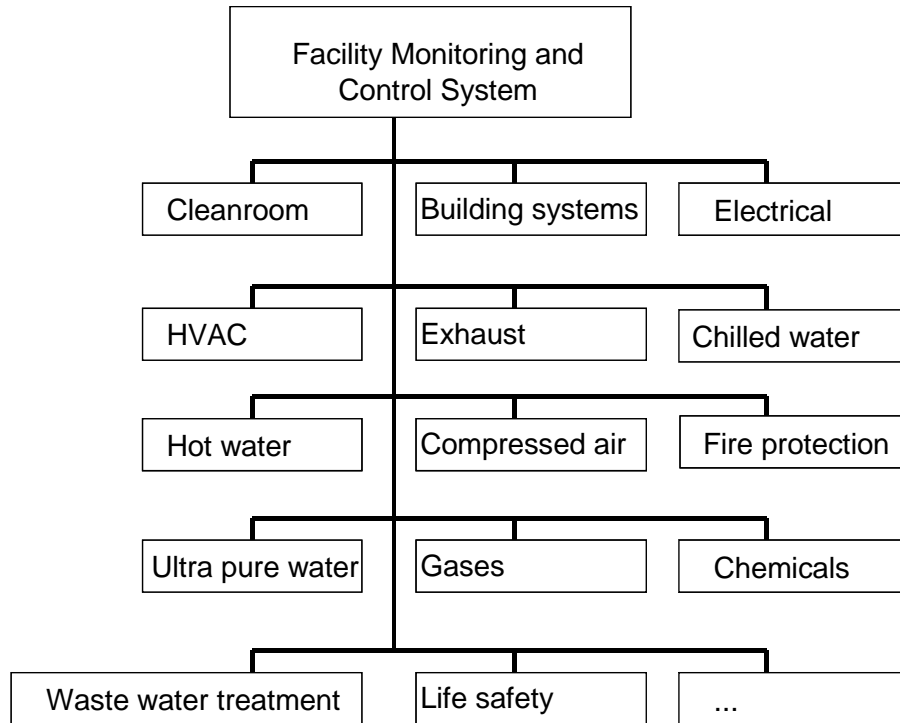 Facility Monitoring and
Control System
Cleanroom
Building systems
Electrical
HVAC
Exhaust
Chilled water
Hot water
Compressed air
Fire protection
Ultra pure water
Gases
Chemicals
Waste water treatment
Life safety
...